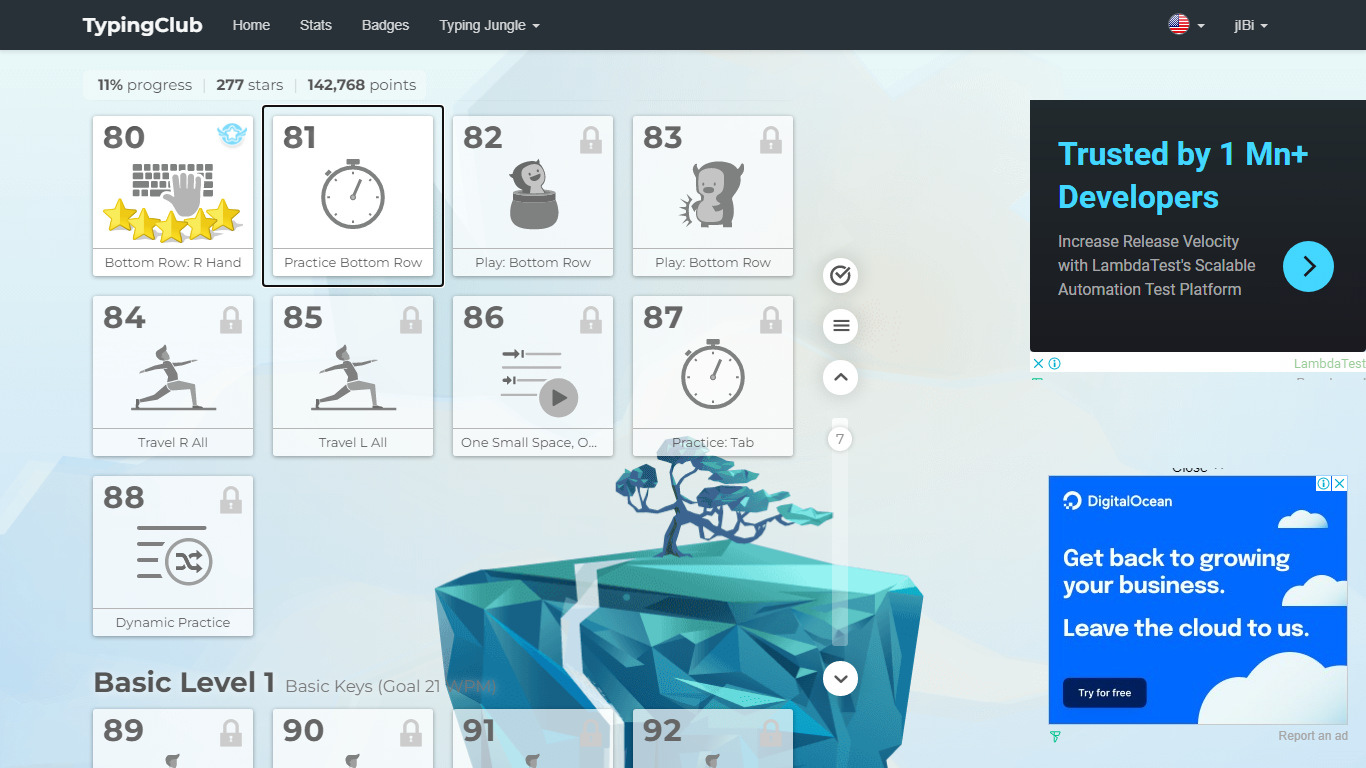 TypingClub Home Stats Badges Typing Jungle jlBi
11% progress 277 stars 142,768 points
80
Bottom Row: R Hand
81
Practice Bottom Row
82
Play: Bottom Row
83
Play: Bottom Row
84
Travel R All
85
Travel L All
86
One Small Space, O...
87
Practice: Tab
88
Dynamic Practice
7
Basic Level 1 Basic Keys (Goal 21 WPM)
89
90
91
92
Trusted by 1 Mn+
Developers
Increase Release Velocity
with LambdaTest's Scalable
Automation Test Platform
LambdaTest
Close
DigitalOcean
Get back to growing
your business.
Leave the cloud to us.
Try for free
Report an ad